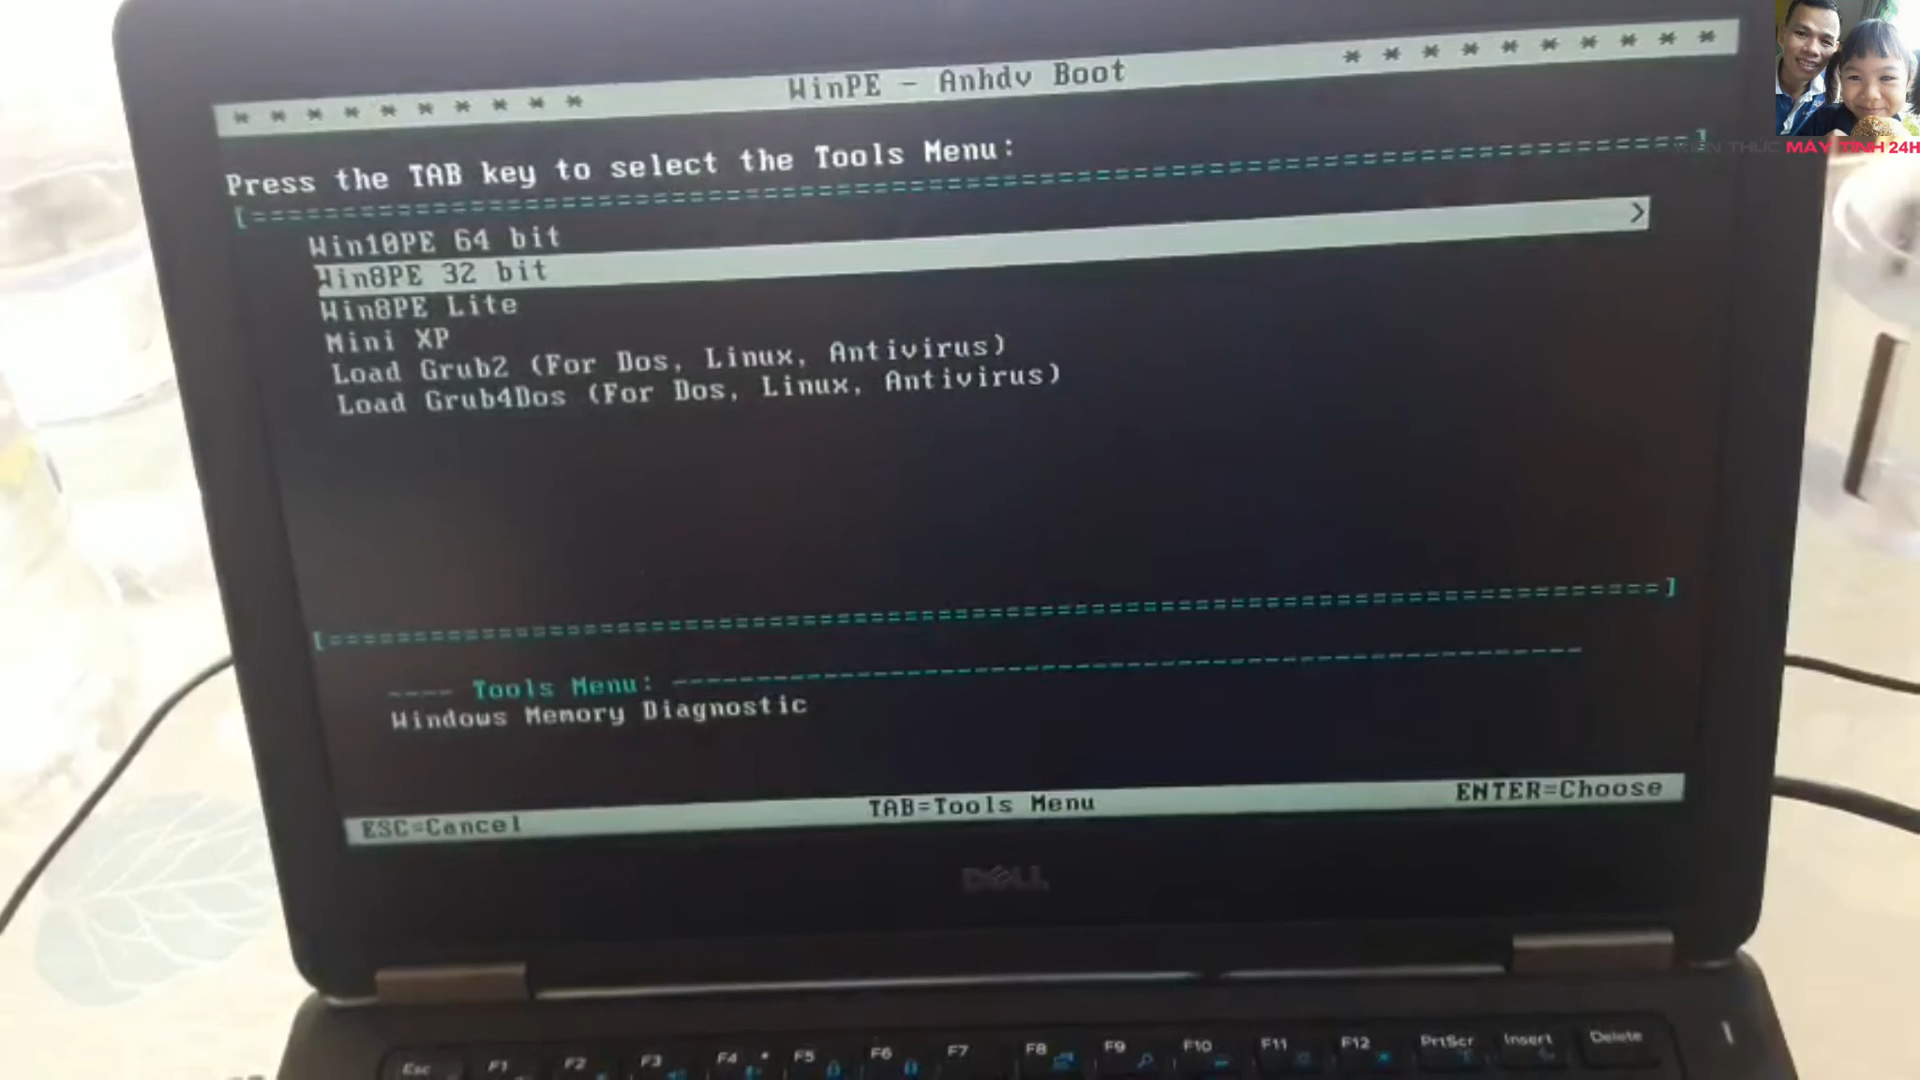 * * * * * * * * * * WinPE - Anhdv Boot * * * * * * * * * *
KIẾN THỨC MÁY TÍNH 24H
Press the TAB key to select the Tools Menu:
Win10PE 64 bit
Win8PE 32 bit >
Win8PE Lite
Mini XP
Load Grub2 (For Dos, Linux, Antivirus)
Load Grub4Dos (For Dos, Linux, Antivirus)
Tools Menu:
Windows Memory Diagnostic
ESC=Cancel TAB=Tools Menu ENTER=Choose
DELL
Esc F1 F2 F3 F4 F5 F6 F7 F8 F9 F10 F11 F12 PrtScr Insert Delete